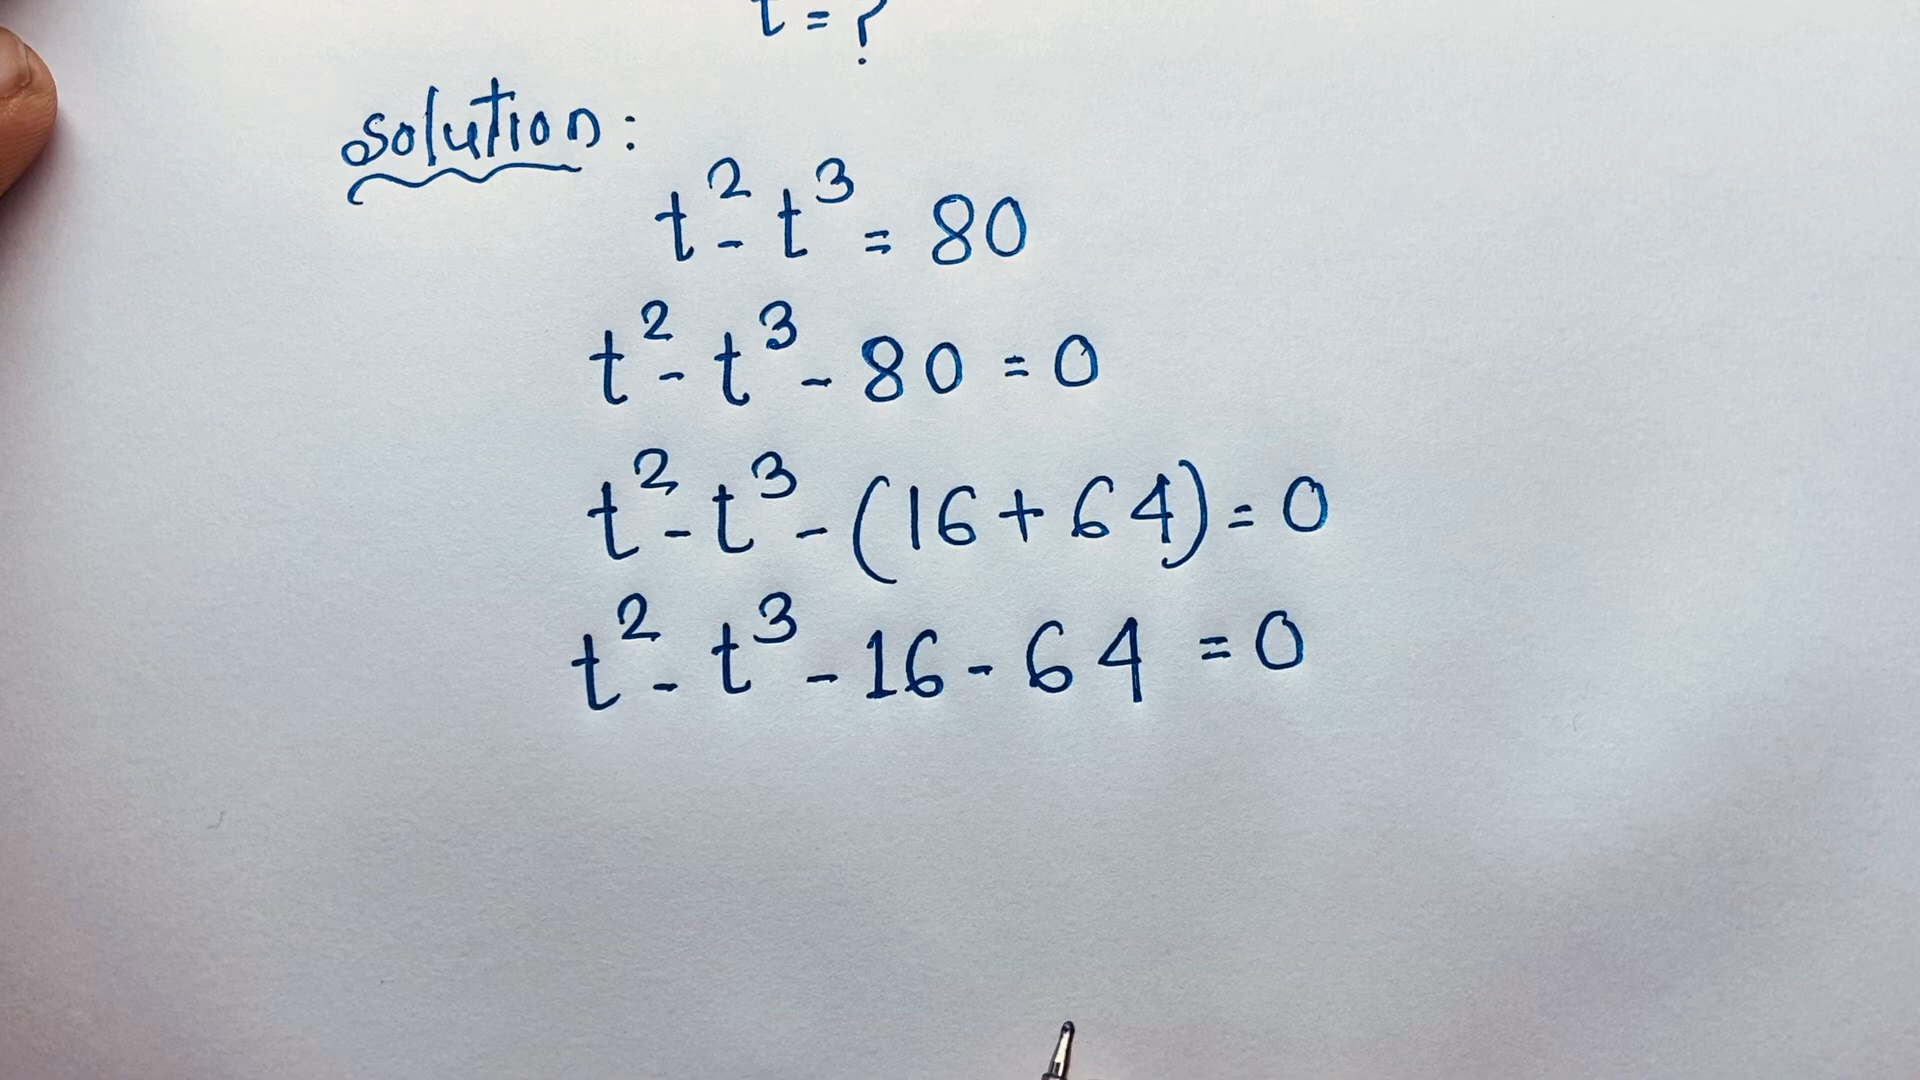 t = ?
Solution:
t² - t³ = 80
t² - t³ - 80 = 0
t² - t³ - (16 + 64) = 0
t² - t³ - 16 - 64 = 0